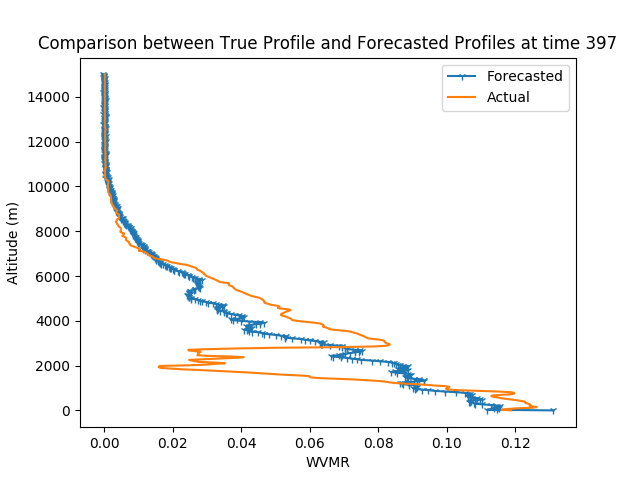 Comparison between True Profile and Forecasted Profiles at time 397
Forecasted
Actual
14000
12000
10000
8000
6000
4000
2000
0
Altitude (m)
0.00 0.02 0.04 0.06 0.08 0.10 0.12
WVMR